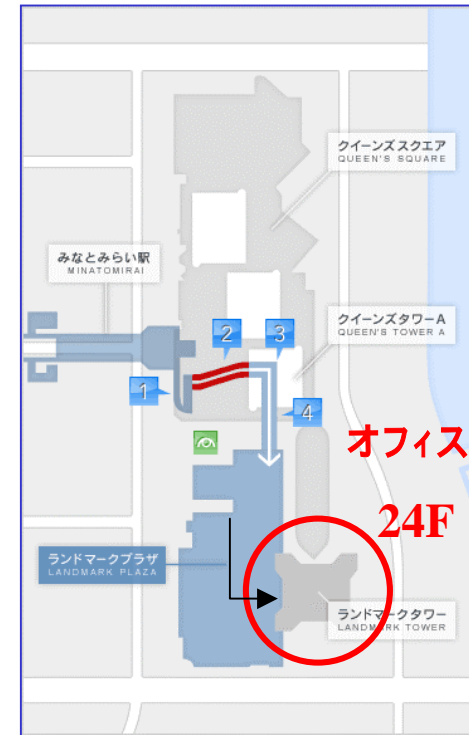 クイーンズスクエア
QUEEN'S SQUARE
みなとみらい駅
MINATOMIRAI
クイーンズタワーA
QUEEN'S TOWER A
2
3
1
4
オフィス
24F
ランドマークプラザ
LANDMARK PLAZA
ランドマークタワー
LANDMARK TOWER